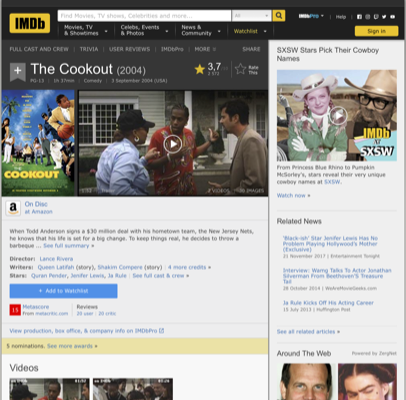 IMDb
Find Movies, TV shows, Celebrities and more...
All
IMDbPro
Help
Movies, TV
& Showtimes
Celebs, Events
& Photos
News &
Community
Watchlist
Sign in
FULL CAST AND CREW | TRIVIA | USER REVIEWS | IMDbPro | MORE
SHARE
The Cookout (2004)
PG-13 | 1h 37min | Comedy | 3 September 2004 (USA)
3,7
Rate
This
COOKOUT
2 VIDEOS
IMAGES
On Disc
at Amazon
When Todd Anderson signs a $30 million deal with his hometown team, the New Jersey Nets,
he knows that his life is set for a big change. To keep things real, he decides to throw a
barbeque ... See full summary »
Director: Lance Rivera
Writers: Queen Latifah (story), Shakim Compere (story) | 4 more credits »
Stars: Quran Pender, Jenifer Lewis, Ja Rule | See full cast & crew »
+ Add to Watchlist
Metascore
From metacritic.com
Reviews
20 user
View production, box office, & company info on IMDbPro
5 nominations. See more awards »
Videos
SXSW Stars Pick Their Cowboy
Names
IMDb
SXSW
From Princess Blue Rhino to Pumpkin
McSorley's, stars reveal their very unique
cowboy names at SXSW.
Watch now »
Related News
'Black-ish' Star Jenifer Lewis Has No
Problem Playing Hollywood's Mother
(Exclusive)
21 November 2017 | Entertainment Tonight
Interview: Warng Talks To Actor Jonathan
Silverman From BeethoveN'S Treasure
Tail
28 October 2014 | WeAreMovieGeeks.com
Ja Rule Kicks Off His Acting Career
15 July 2013 | Huffington Post
See all related articles »
Around The Web
Powered by ZergNet